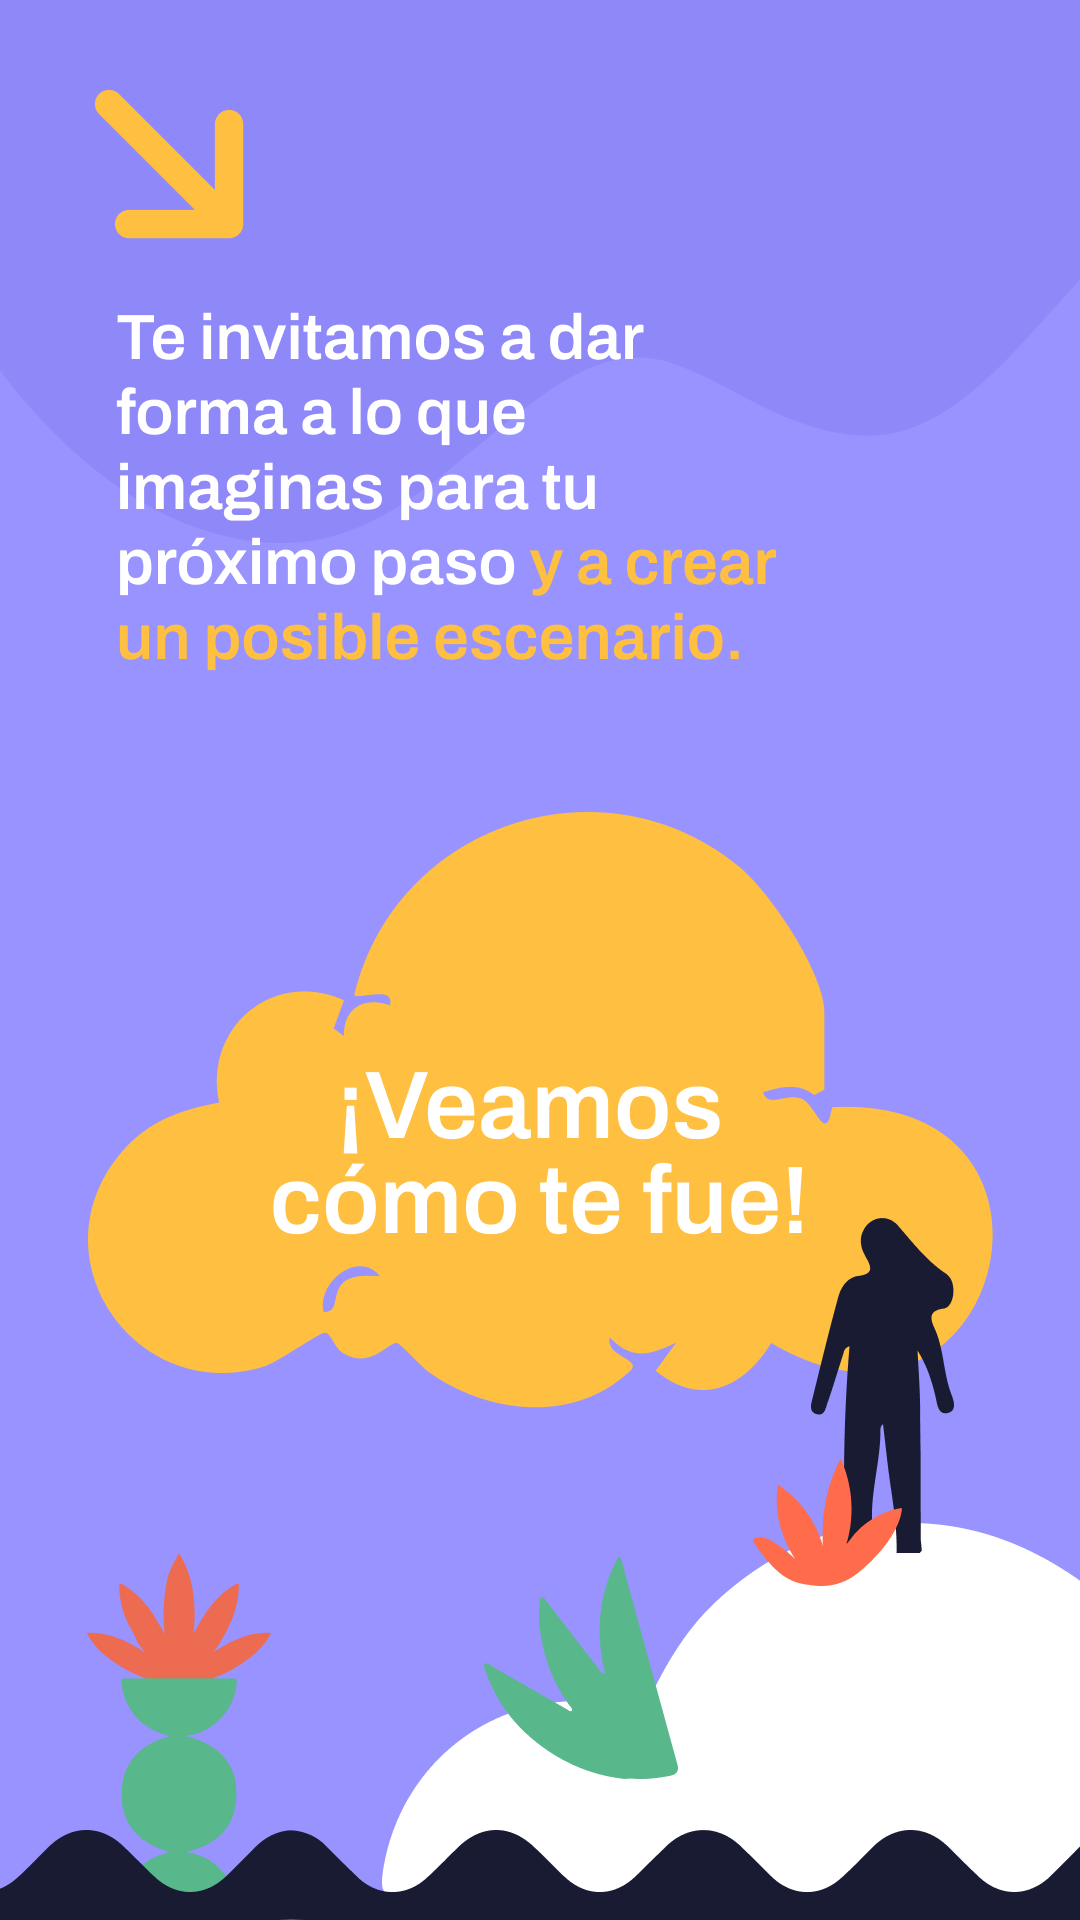 Te invitamos a dar
forma a lo que
imaginas para tu
próximo paso y a crear
un posible escenario.
¡Veamos
cómo te fue!